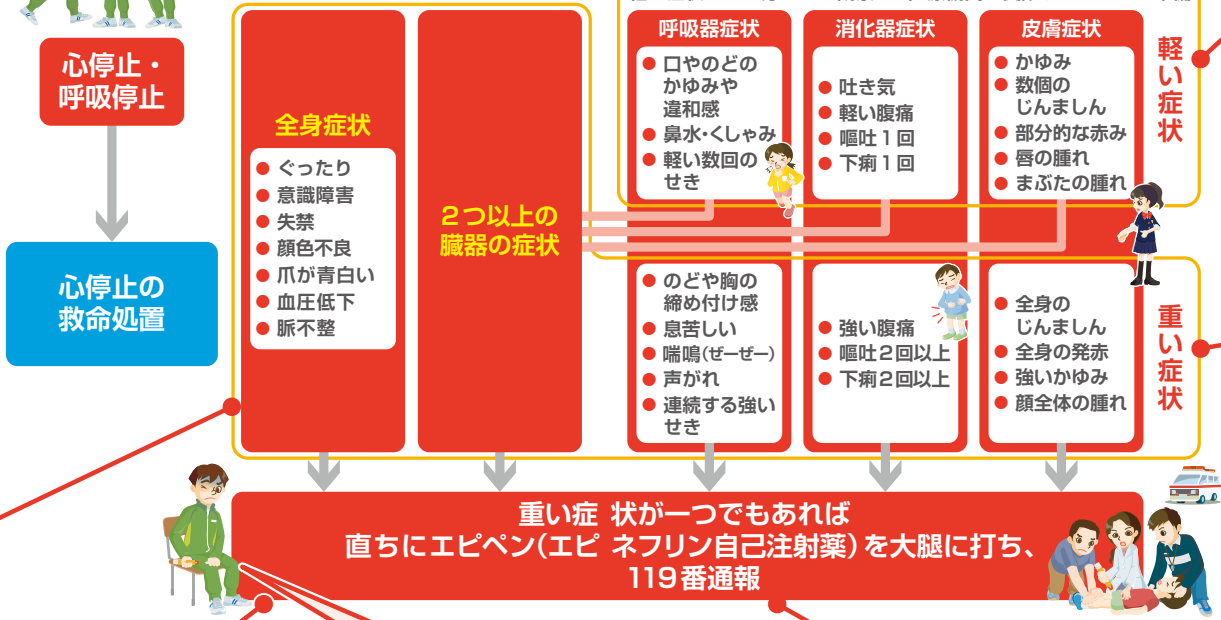 心停止・
呼吸停止
心停止の
救命処置
全身症状
● ぐったり
● 意識障害
● 失禁
● 顔色不良
● 爪が青白い
● 血圧低下
● 脈不整
2つ以上の
臓器の症状
呼吸器症状
● 口やのどの
かゆみや
違和感
● 鼻水・くしゃみ
● 軽い数回の
せき
消化器症状
● 吐き気
● 軽い腹痛
● 嘔吐1回
● 下痢1回
皮膚症状
● かゆみ
● 数個の
じんましん
● 部分的な赤み
● 唇の腫れ
● まぶたの腫れ
軽い症状
● のどや胸の
締め付け感
● 息苦しい
● 喘鳴(ぜーぜー)
● 声がれ
● 連続する強い
せき
● 強い腹痛
● 嘔吐2回以上
● 下痢2回以上
● 全身の
じんましん
● 全身の発赤
● 強いかゆみ
● 顔全体の腫れ
重い症状
重い症 状が一つでもあれば
直ちにエピペン(エピ ネフリン自己注射薬)を大腿に打ち、
119番通報